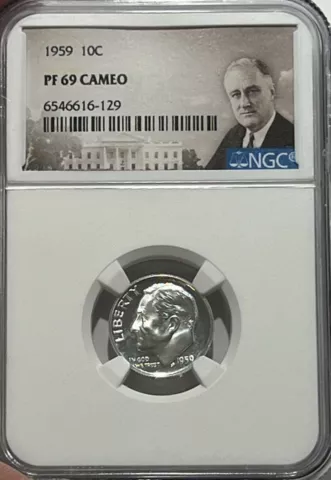 1959 10C
PF 69 CAMEO
6546616-129
NGC
LIBERTY
IN GOD
WE TRUST
1959